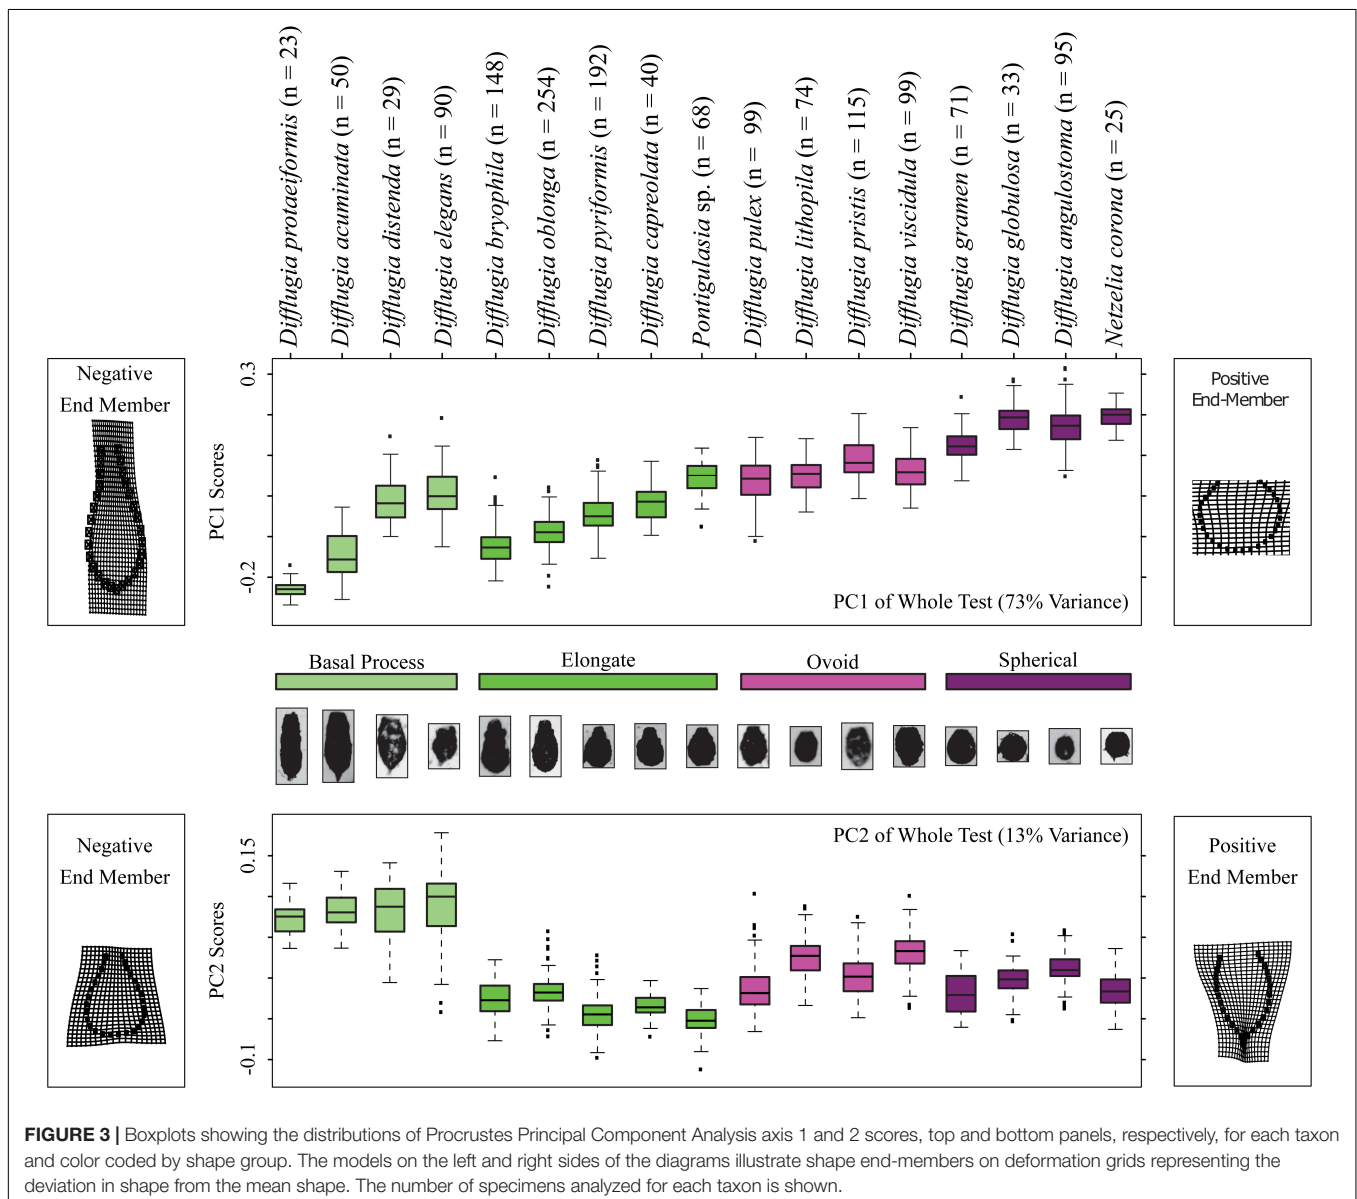 Difflugia protaeiformis (n = 23)
Difflugia acuminata (n = 50)
Difflugia distenda (n = 29)
Difflugia elegans (n = 90)
Difflugia bryophila (n = 148)
Difflugia oblonga (n = 254)
Difflugia pyriformis (n = 192)
Difflugia capreolata (n = 40)
Pontigulasia sp. (n = 68)
Difflugia pulex (n = 99)
Difflugia lithopila (n = 74)
Difflugia pristis (n = 115)
Difflugia viscidula (n = 99)
Difflugia gramen (n = 71)
Difflugia globulosa (n = 33)
Difflugia angulostoma (n = 95)
Netzelia corona (n = 25)
Negative
End Member
PC1 Scores
0.3
-0.2
PC1 of Whole Test (73% Variance)
Positive
End-Member
Basal Process
Elongate
Ovoid
Spherical
Negative
End Member
PC2 Scores
0.15
-0.1
PC2 of Whole Test (13% Variance)
Positive
End Member
FIGURE 3 | Boxplots showing the distributions of Procrustes Principal Component Analysis axis 1 and 2 scores, top and bottom panels, respectively, for each taxon
and color coded by shape group. The models on the left and right sides of the diagrams illustrate shape end-members on deformation grids representing the
deviation in shape from the mean shape. The number of specimens analyzed for each taxon is shown.